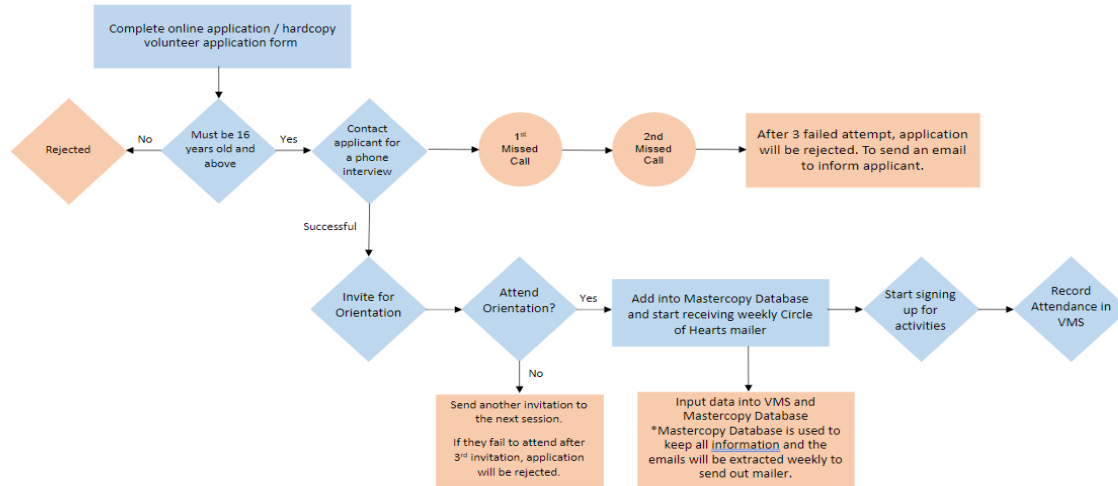 Complete online application / hardcopy
volunteer application form
Rejected
No
Must be 16
years old and
above
Yes
Contact
applicant for
a phone
interview
1st
Missed
Call
2nd
Missed
Call
After 3 failed attempt, application
will be rejected. To send an email
to inform applicant.
Successful
Invite for
Orientation
Attend
Orientation?
Yes
Add into Mastercopy Database
and start receiving weekly Circle
of Hearts mailer
Start signing
up for
activities
Record
Attendance in
VMS
No
Send another invitation to
the next session.
If they fail to attend after
3rd invitation, application
will be rejected.
Input data into VMS and
Mastercopy Database
*Mastercopy Database is used to
keep all information and the
emails will be extracted weekly to
send out mailer.